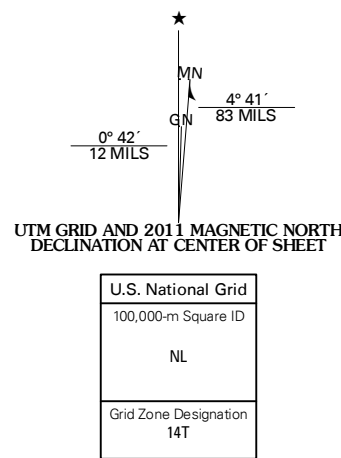 MN
4° 41´
83 MILS
GN
0° 42´
12 MILS
UTM GRID AND 2011 MAGNETIC NORTH
DECLINATION AT CENTER OF SHEET
U.S. National Grid
100,000-m Square ID
NL
Grid Zone Designation
14T